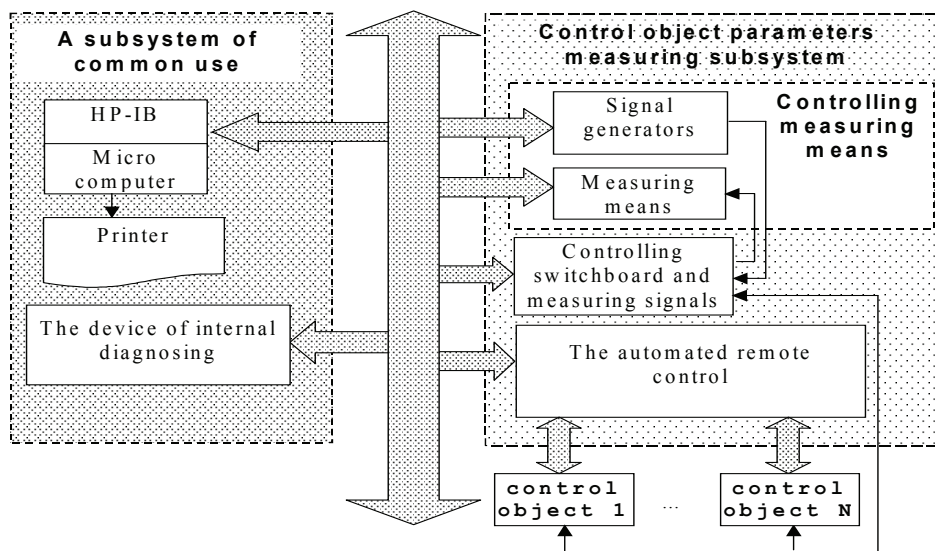 A subsystem of
common use
HP-IB
Micro
computer
Printer
The device of internal
diagnosing
Control object parameters
measuring subsystem
Controlling
measuring
means
Signal
generators
Measuring
means
Controlling
switchboard and
measuring signals
The automated remote
control
control
object 1
...
control
object N